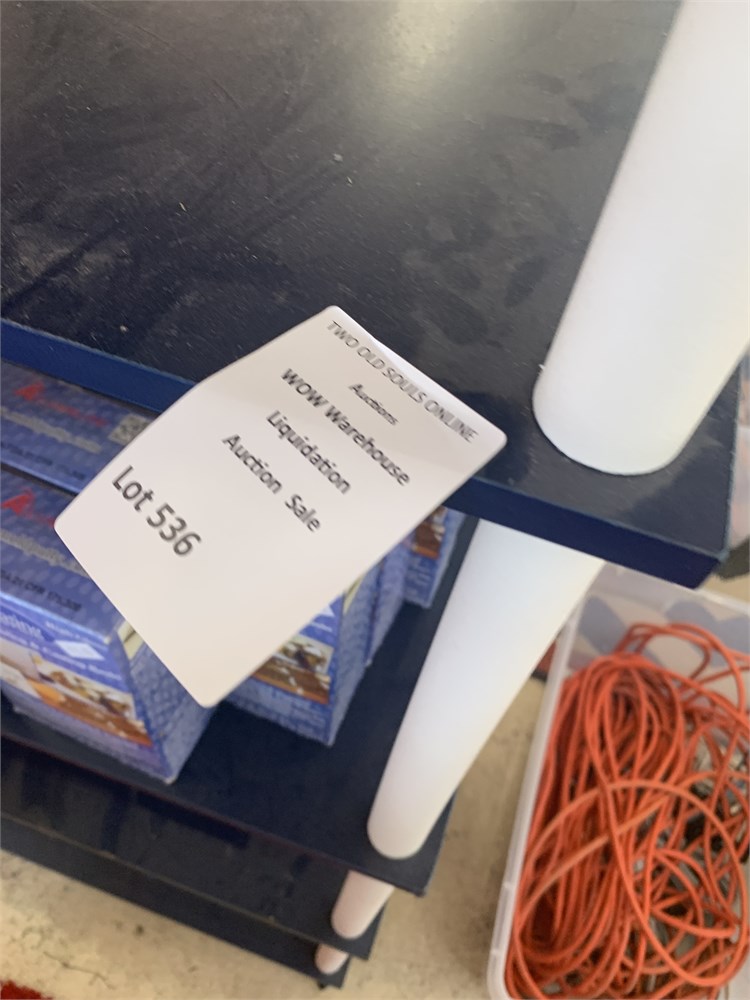 TWO OLD SOULS ONLINE
Auctions
WOW Warehouse
Liquidation
Auction Sale
Lot 536